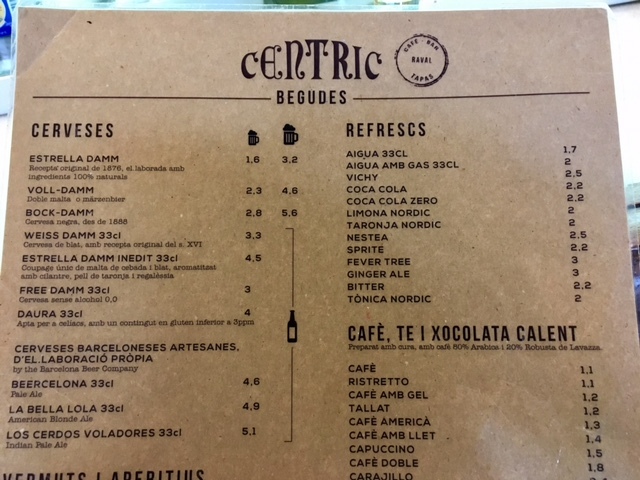 CENTRIC
CAFÈ - BAR
RAVAL
TAPAS
BEGUDES
CERVESES
ESTRELLA DAMM 1,6 3,2
Recepta original de 1876, el.laborada amb
ingredients 100% naturals
VOLL-DAMM 2,3 4,6
Doble malta o märzenbier
BOCK-DAMM 2,8 5,6
Cervesa negra, des de 1888
WEISS DAMM 33cl 3,3
Cervesa de blat, amb recepta original del s. XVI
ESTRELLA DAMM INEDIT 33cl 4,5
Coupage únic de malta de cebada i blat, aromatitzat
amb cilantre, pell de taronja i regalèssia
FREE DAMM 33cl 3
Cervesa sense alcohol 0,0
DAURA 33cl 4
Apta per a celíacs, amb un contingut en gluten inferior a 3ppm
CERVESES BARCELONESES ARTESANES,
D'EL.LABORACIÓ PRÒPIA
by the Barcelona Beer Company
BEERCELONA 33cl 4,6
Pale Ale
LA BELLA LOLA 33cl 4,9
American Blonde Ale
LOS CERDOS VOLADORES 33cl 5,1
Indian Pale Ale
VERMUTS I APERITIUS
REFRESCS
AIGUA 33CL 1,7
AIGUA AMB GAS 33CL 2
VICHY 2,5
COCA COLA 2,2
COCA COLA ZERO 2,2
LIMONA NORDIC 2
TARONJA NORDIC 2
NESTEA 2,5
SPRITE 2,2
FEVER TREE 3
GINGER ALE 3
BITTER 2,2
TÒNICA NORDIC 2
CAFÈ, TE I XOCOLATA CALENT
Preparat amb cura, amb cafè 80% Arabica i 20% Robusta de Lavazza.
CAFÈ 1,1
RISTRETTO 1,1
CAFÈ AMB GEL 1,2
TALLAT 1,2
CAFÈ AMERICÀ 1,3
CAFÈ AMB LLET 1,4
CAPUCCINO 1,5
CAFÈ DOBLE 1,8
CARAJILLO